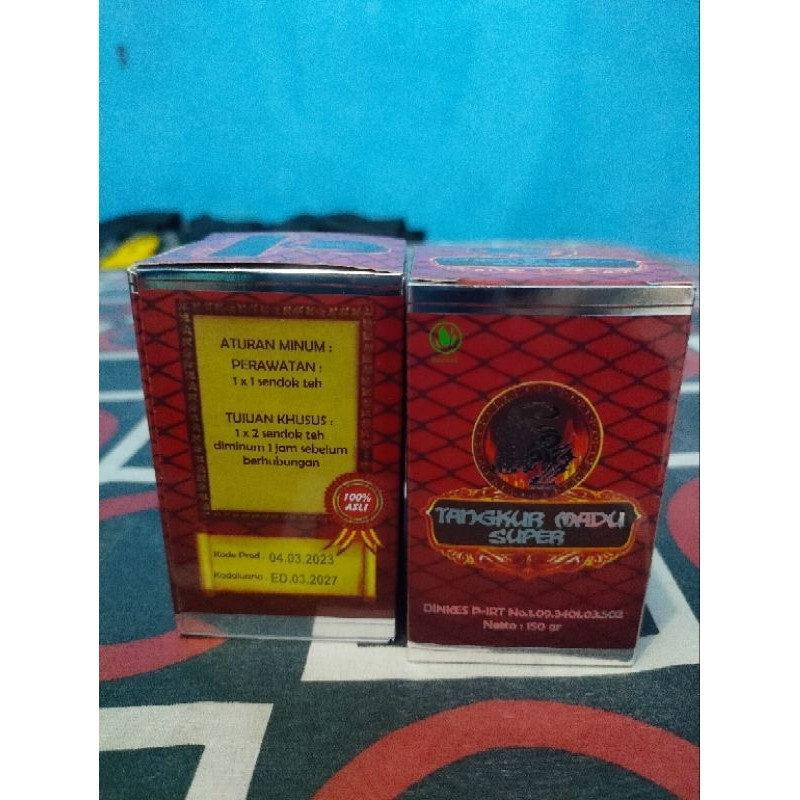 ATURAN MINUM :
PERAWATAN :
1 x 1 sendok teh
TUJUAN KHUSUS :
1 x 2 sendok teh
diminum 1 jam sebelum
berhubungan
100%
ASLI
Kode Prod : 04.03.2023
Kadaluarsa : ED.03.2027
TANGKUR MADU
SUPER
DINKES P-IRT No.1.09.3401.03.502
Netto : 150 gr